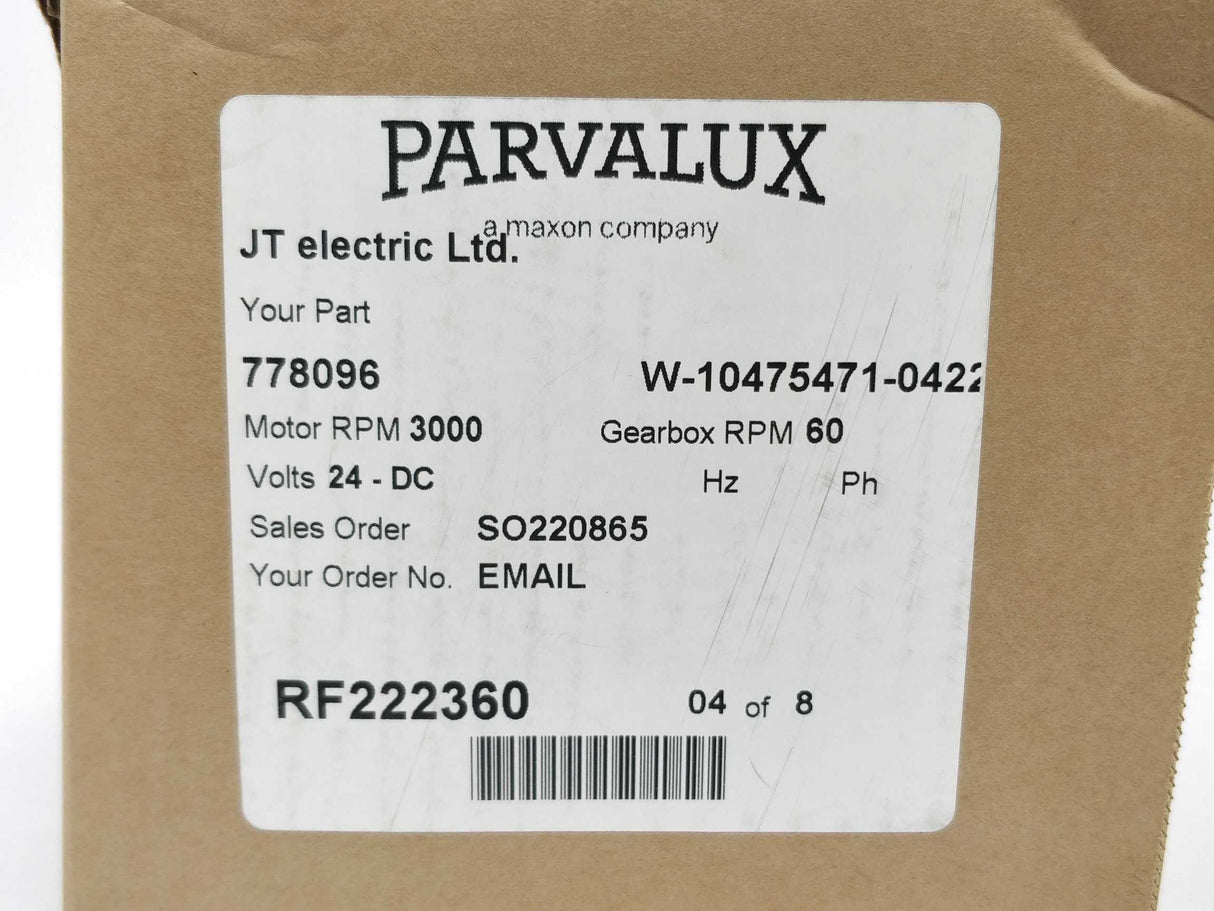 PARVALUX
a maxon company
JT electric Ltd.
Your Part
778096 W-10475471-0422
Motor RPM 3000 Gearbox RPM 60
Volts 24 - DC Hz Ph
Sales Order SO220865
Your Order No. EMAIL
RF222360 04 of 8